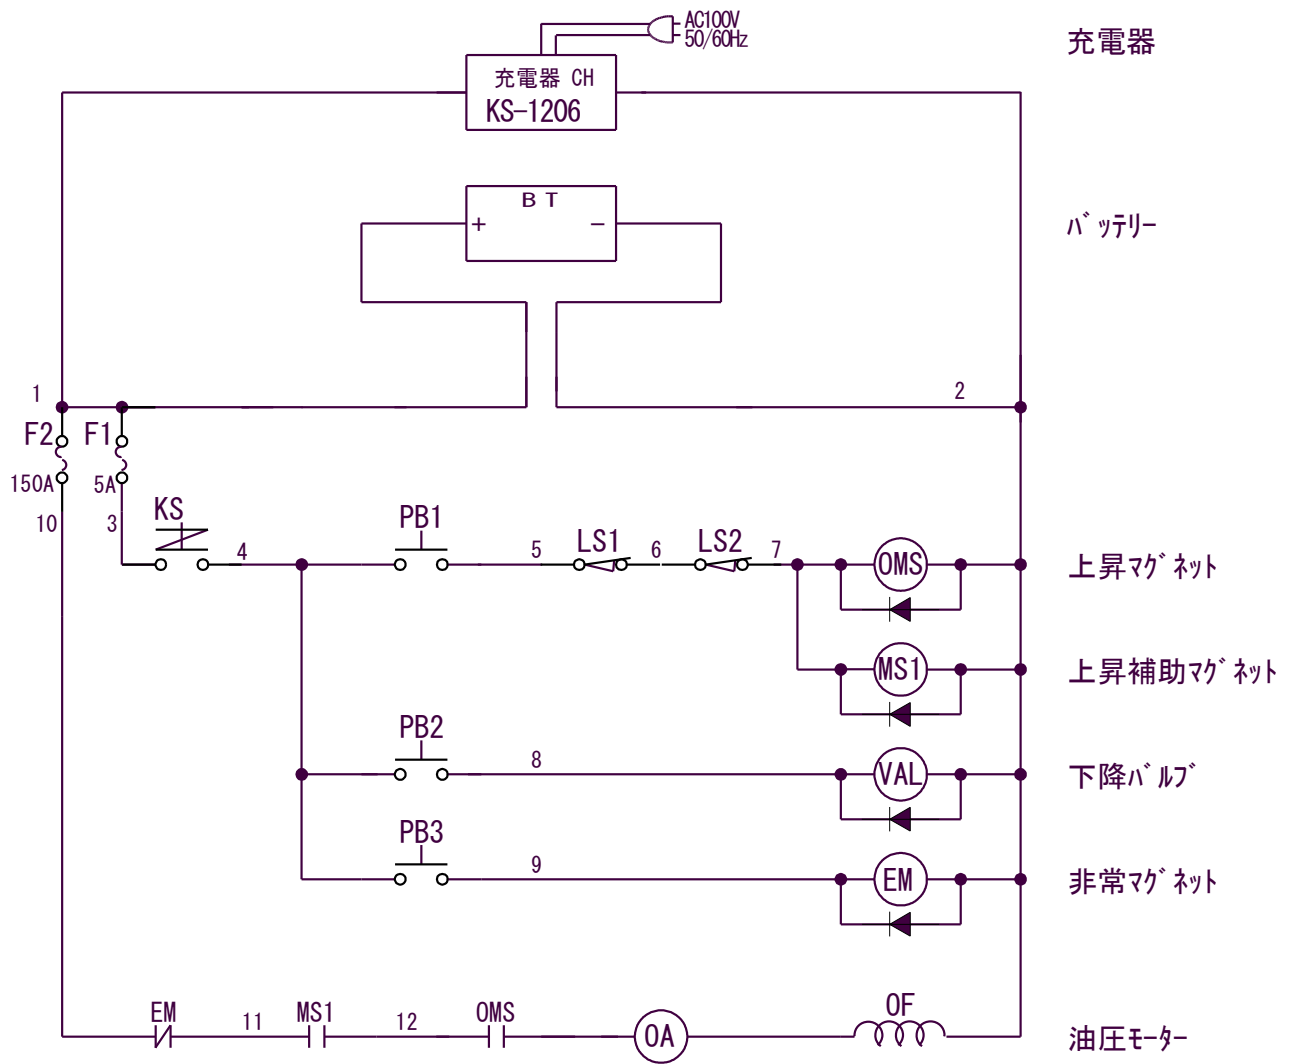 AC100V
50/60Hz
充電器
充電器 CH
KS-1206
BT
+ −
バッテリー
1
2
F2
F1
150A
5A
10
3
KS
4
PB1
5
LS1
6
LS2
7
OMS
上昇マグネット
MS1
上昇補助マグネット
PB2
8
VAL
下降バルブ
PB3
9
EM
非常マグネット
EM
11
MS1
12
OMS
OA
OF
油圧モーター